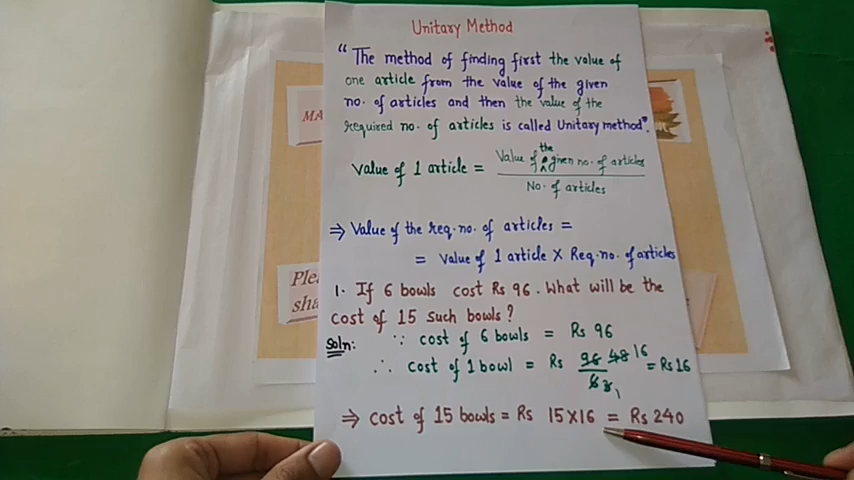 Unitary Method
"The method of finding first the value of
one article from the value of the given
no. of articles and then the value of the
Required no. of articles is called Unitary method".
Value of 1 article = Value of the given no. of articles / No. of articles
⇒ Value of the req. no. of articles =
= Value of 1 article X Req. no. of articles
1. If 6 bowls cost Rs 96. What will be the
cost of 15 such bowls?
Soln: ∵ cost of 6 bowls = Rs 96
∴ cost of 1 bowl = Rs 96 48 16 / 6 3 1 = Rs 16
⇒ cost of 15 bowls = Rs 15X16 = Rs 240
MA
Ple
sha